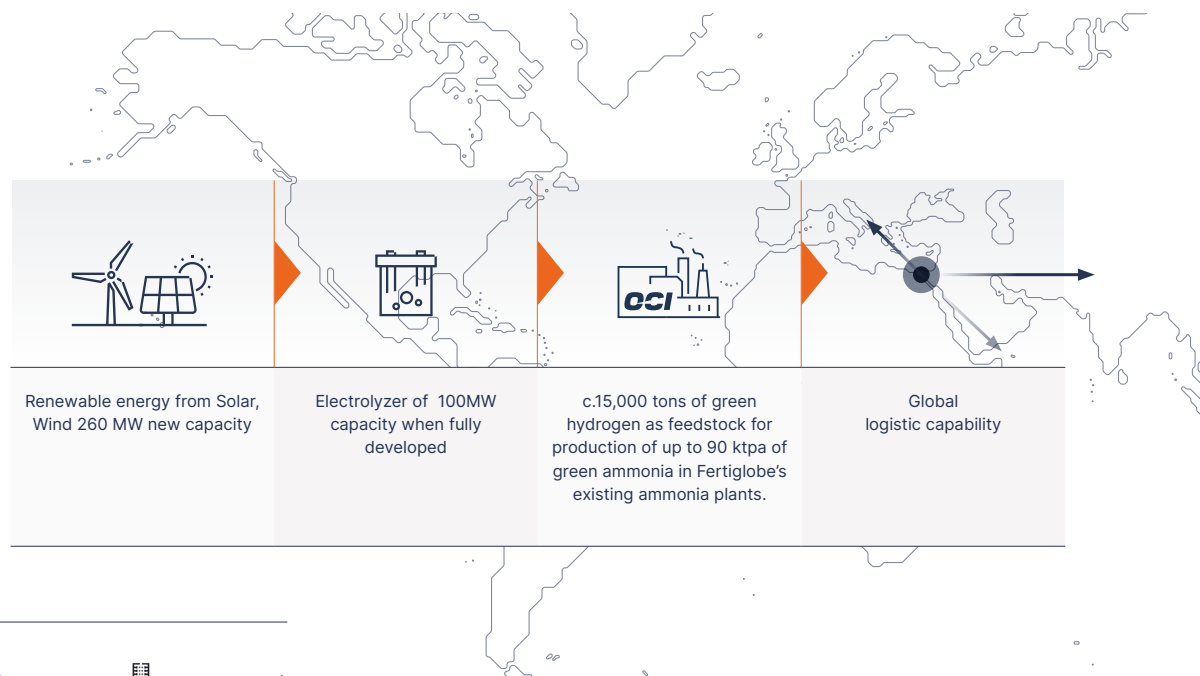 OCI
Renewable energy from Solar,
Wind 260 MW new capacity
Electrolyzer of 100MW
capacity when fully
developed
c.15,000 tons of green
hydrogen as feedstock for
production of up to 90 ktpa of
green ammonia in Fertiglobe’s
existing ammonia plants.
Global
logistic capability